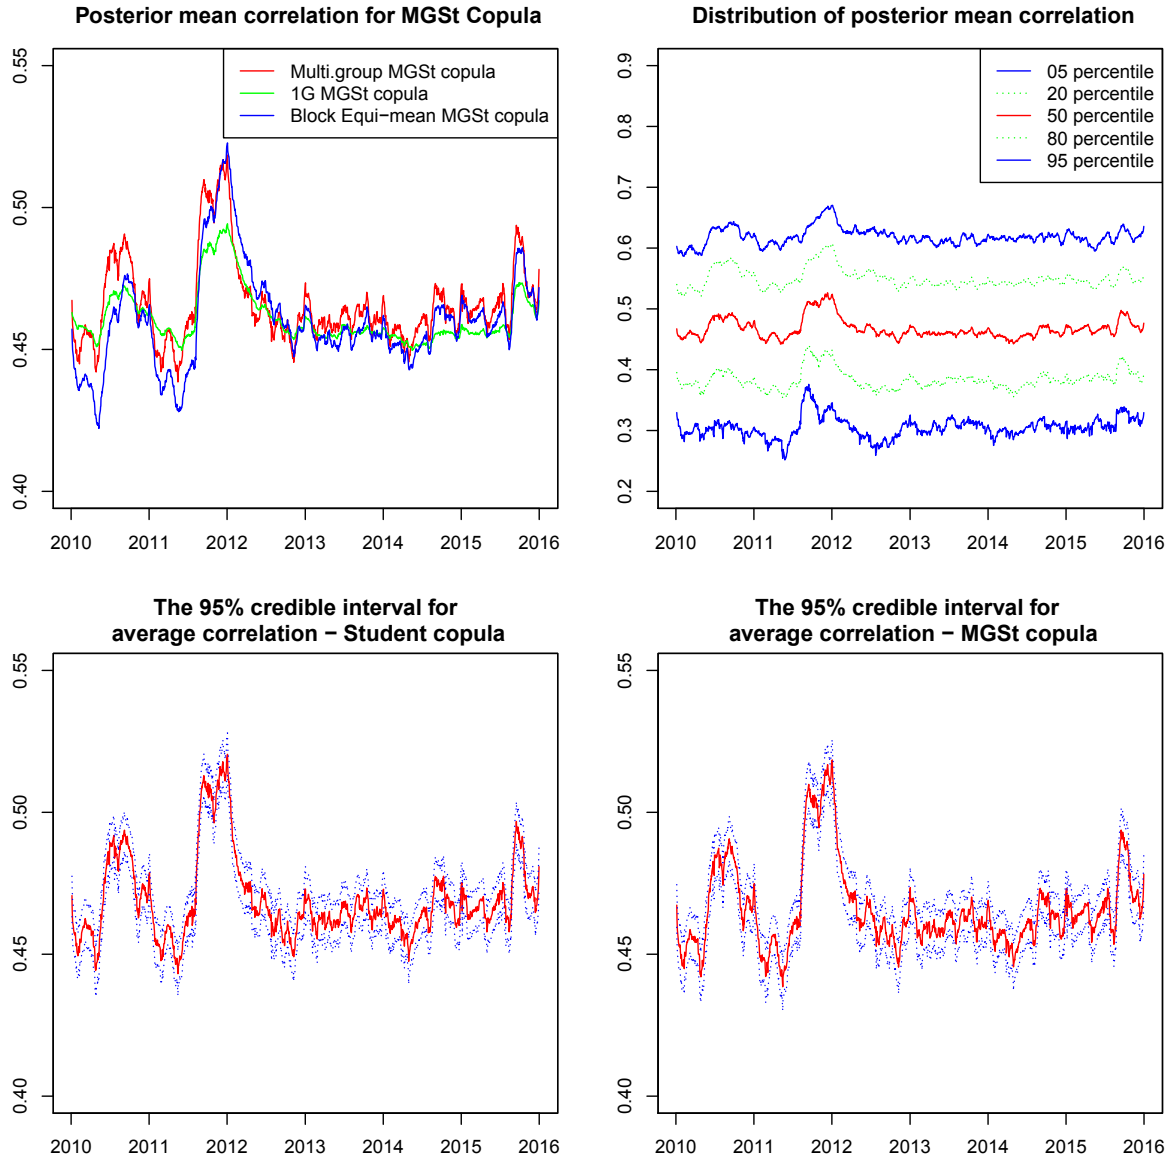 Posterior mean correlation for MGSt Copula
0.55
0.50
0.45
0.40
Multi.group MGSt copula
1G MGSt copula
Block Equi−mean MGSt copula
2010 2011 2012 2013 2014 2015 2016
Distribution of posterior mean correlation
0.9
0.8
0.7
0.6
0.5
0.4
0.3
0.2
05 percentile
20 percentile
50 percentile
80 percentile
95 percentile
2010 2011 2012 2013 2014 2015 2016
The 95% credible interval for
average correlation − Student copula
0.55
0.50
0.45
0.40
2010 2011 2012 2013 2014 2015 2016
The 95% credible interval for
average correlation − MGSt copula
0.55
0.50
0.45
0.40
2010 2011 2012 2013 2014 2015 2016